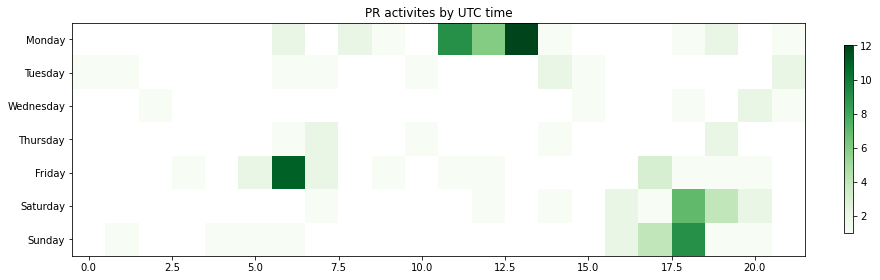 PR activites by UTC time
Monday
Tuesday
Wednesday
Thursday
Friday
Saturday
Sunday
0.0 2.5 5.0 7.5 10.0 12.5 15.0 17.5 20.0
12
10
8
6
4
2